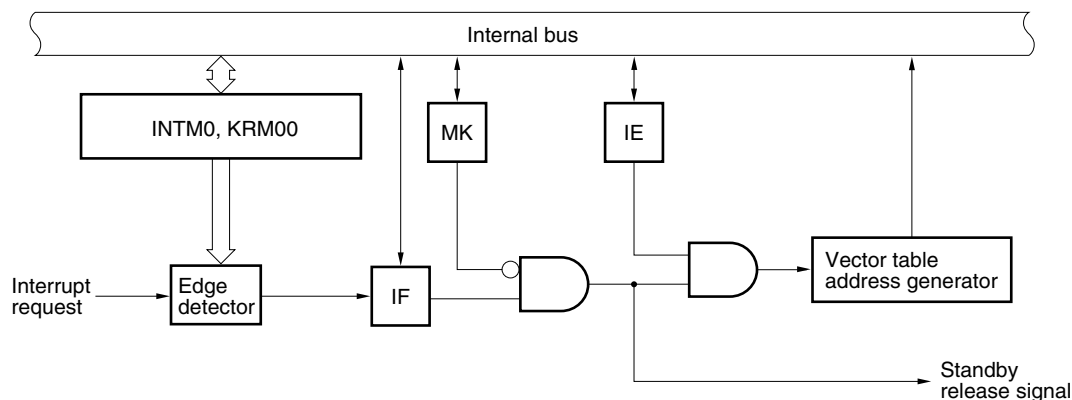 Internal bus
INTM0, KRM00
MK
IE
Interrupt
request
Edge
detector
IF
Vector table
address generator
Standby
release signal